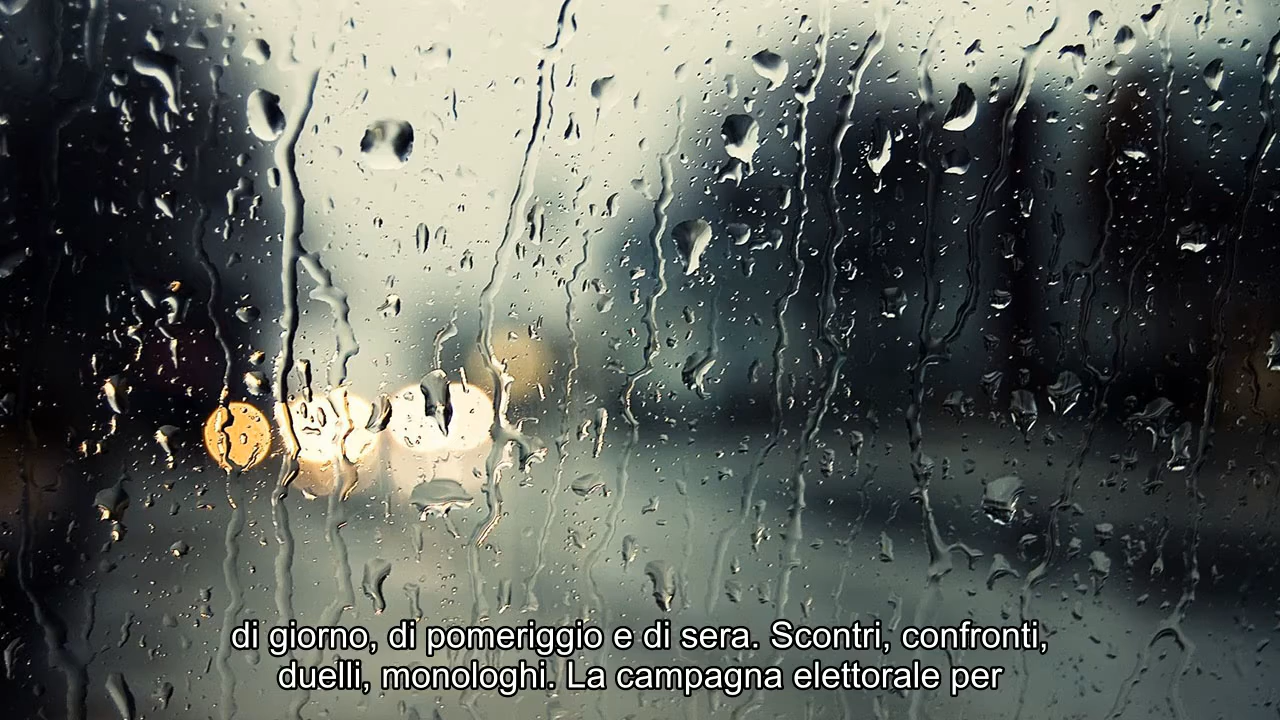 di giorno, di pomeriggio e di sera. Scontri, confronti,
duelli, monologhi. La campagna elettorale per